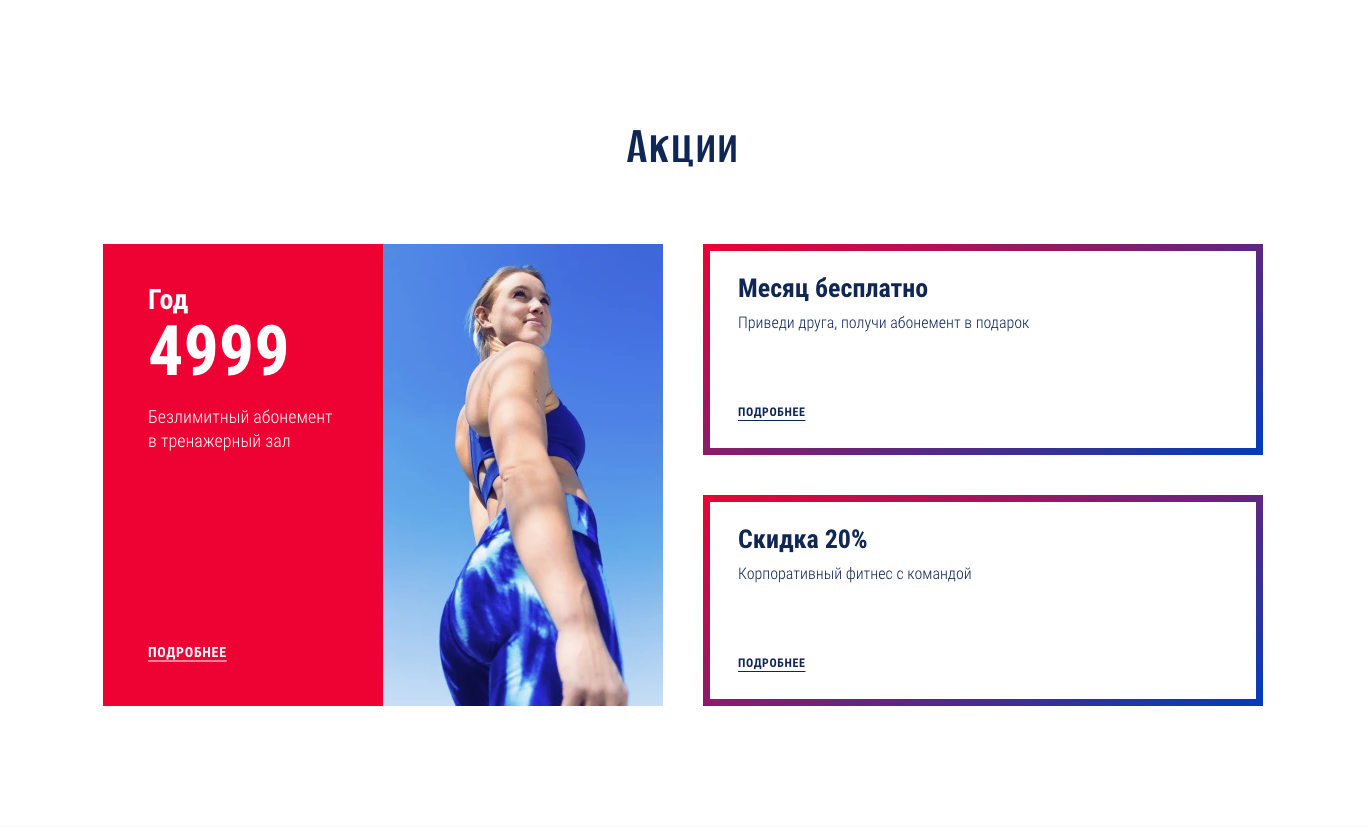 Акции
Год
4999
Безлимитный абонемент
в тренажерный зал
ПОДРОБНЕЕ
Месяц бесплатно
Приведи друга, получи абонемент в подарок
ПОДРОБНЕЕ
Скидка 20%
Корпоративный фитнес с командой
ПОДРОБНЕЕ